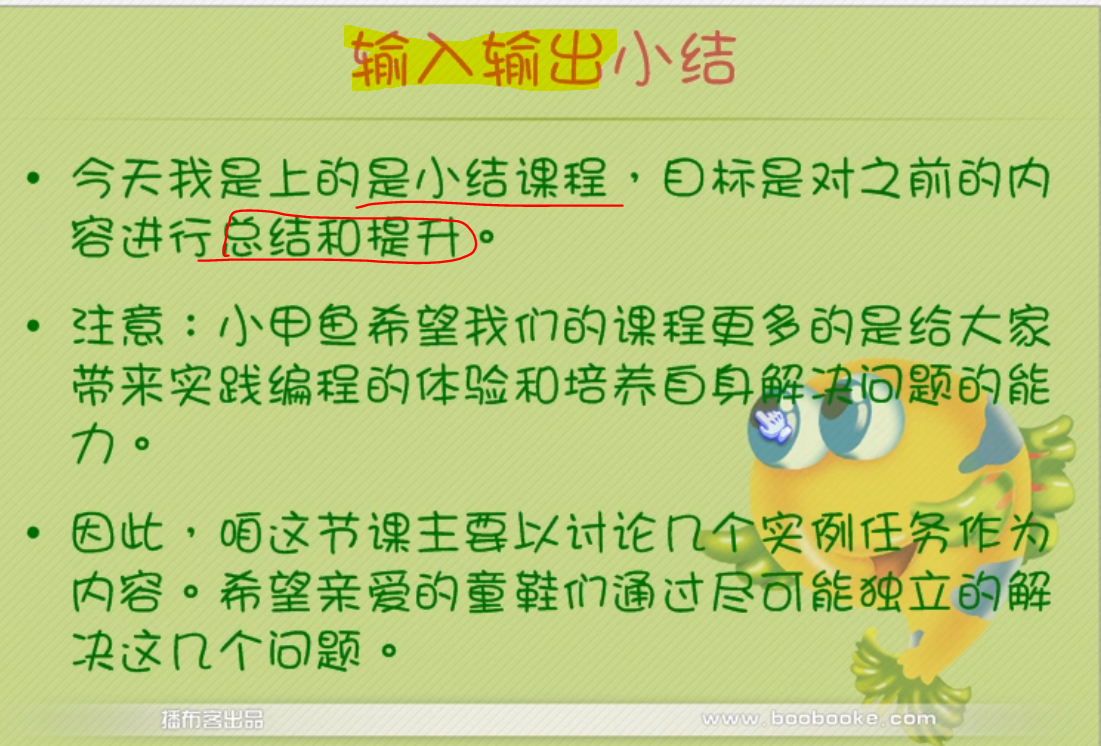 输入输出小结
• 今天我是上的是小结课程，目标是对之前的内
容进行总结和提升。
• 注意：小甲鱼希望我们的课程更多的是给大家
带来实践编程的体验和培养自身解决问题的能
力。
• 因此，咱这节课主要以讨论几个实例任务作为
内容。希望亲爱的童鞋们通过尽可能独立的解
决这几个问题。
播布客出品
www.boobooke.com